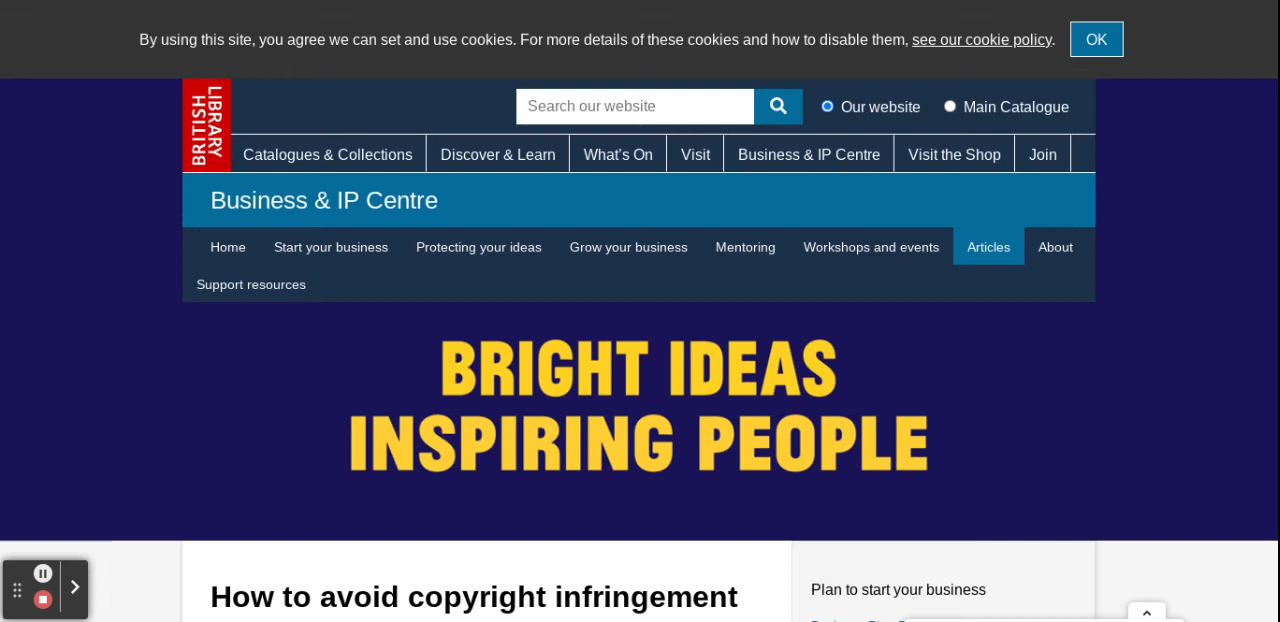 By using this site, you agree we can set and use cookies. For more details of these cookies and how to disable them, see our cookie policy. OK
BRITISH LIBRARY
Search our website
Our website
Main Catalogue
Catalogues & Collections
Discover & Learn
What's On
Visit
Business & IP Centre
Visit the Shop
Join
Business & IP Centre
Home
Start your business
Protecting your ideas
Grow your business
Mentoring
Workshops and events
Articles
About
Support resources
BRIGHT IDEAS
INSPIRING PEOPLE
How to avoid copyright infringement
Plan to start your business